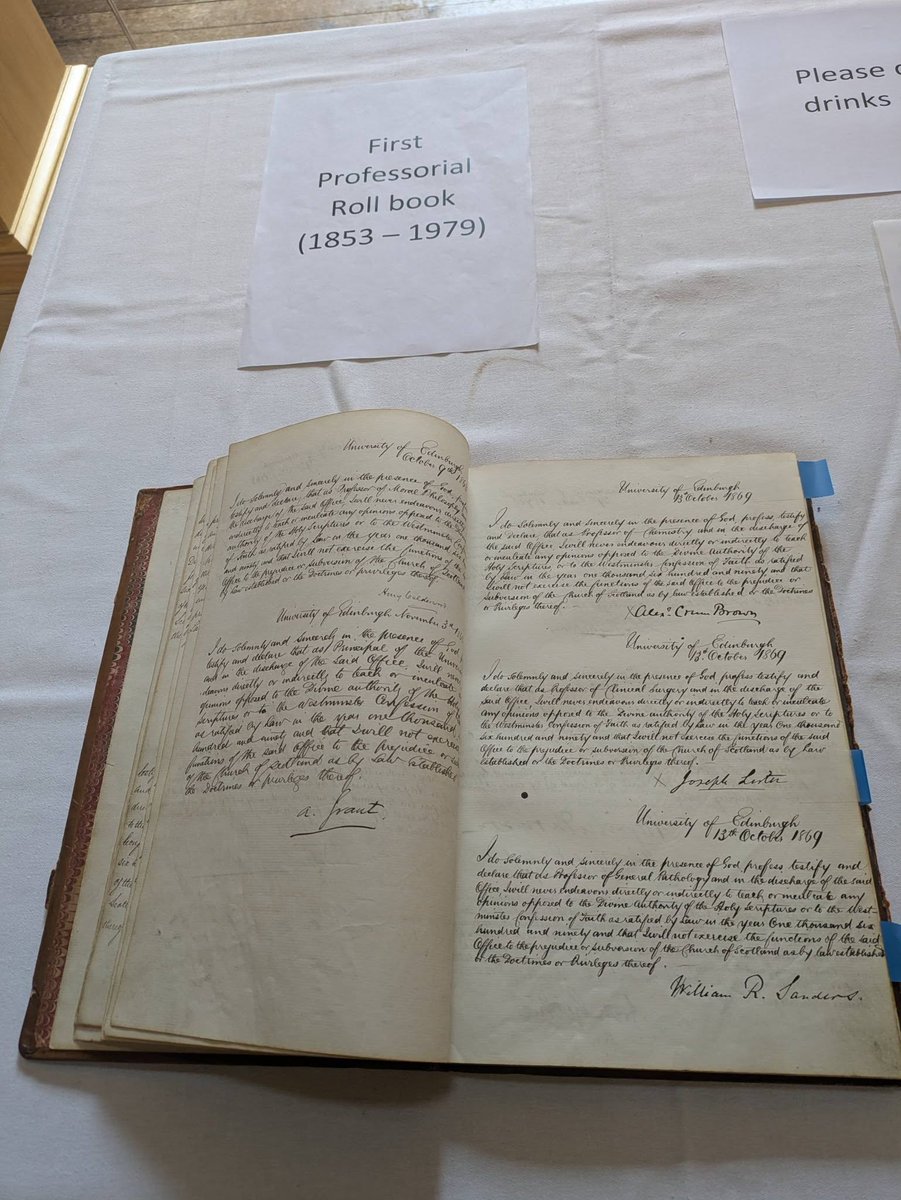 First
Professorial
Roll book
(1853 – 1979)
Please
drinks
University of Edinburgh
October 9th
I do Solemnly and sincerely in the presence of God,
testify and declare, that as Professor of Moral Philosophy
the discharge of the said Office, I will never endeavour directly
indirectly to teach or inculcate any opinions opposed to the
authority of the Holy Scriptures or to the Westminster
of Faith as ratified by Law in the year one thousand
and ninety and that I will not exercise the functions of the
Office to the prejudice or subversion of the Church of Scotland
by law established or the Doctrines or privileges thereof
University of Edinburgh November 3rd
I do Solemnly and Sincerely in the presence of God
testify and declare that as Principal of the
and in the discharge of the said Office, I will
directly or indirectly to teach or inculcate
opposed to the Divine authority of the
Scriptures or to the Westminster Confession of
as ratified by Law in the year one thousand
hundred and ninety and that I will not exercise
functions of the said Office to the prejudice or
of the Church of Scotland as by Law established
the Doctrines or privileges thereof.
A. Grant.
University of Edinburgh
13th October 1869
I do Solemnly and Sincerely in the presence of God, profess, testify
and Declare that as Professor of Chemistry and in the discharge of
the said Office I will never endeavour directly or indirectly to teach
or inculcate any opinions opposed to the Divine Authority of the
Holy Scriptures or to the Westminster Confession of Faith as ratified
by Law in the year one thousand six hundred and ninety and that
I will not exercise the functions of the said Office to the prejudice or
Subversion of the Church of Scotland as by Law established or the Doctrines
or Privileges thereof.
X Alexr. Crum Brown
University of Edinburgh
13th October 1869
I do Solemnly and Sincerely in the presence of God profess testify and
declare that as Professor of Clinical Surgery and in the discharge of the
said Office, I will never endeavour directly or indirectly to teach or inculcate
any opinions opposed to the Divine authority of the Holy Scriptures or to
the Westminster Confession of Faith as ratified by Law in the year One thousand
six hundred and ninety and that I will not exercise the functions of the said
Office to the prejudice or subversion of the Church of Scotland as by Law
established or the Doctrines or Privileges thereof.
X Joseph Lister
University of Edinburgh
13th October 1869
I do Solemnly and Sincerely in the presence of God profess testify and
declare that as Professor of General Pathology and in the discharge of the said
Office, I will never endeavour directly or indirectly to teach or inculcate any
opinions opposed to the Divine Authority of the Holy Scriptures or to the West-
minster Confession of Faith as ratified by Law in the year One thousand six
hundred and ninety and that I will not exercise the functions of the said
Office to the prejudice or subversion of the Church of Scotland as by law established
or the Doctrines or Privileges thereof.
William R. Sanders.